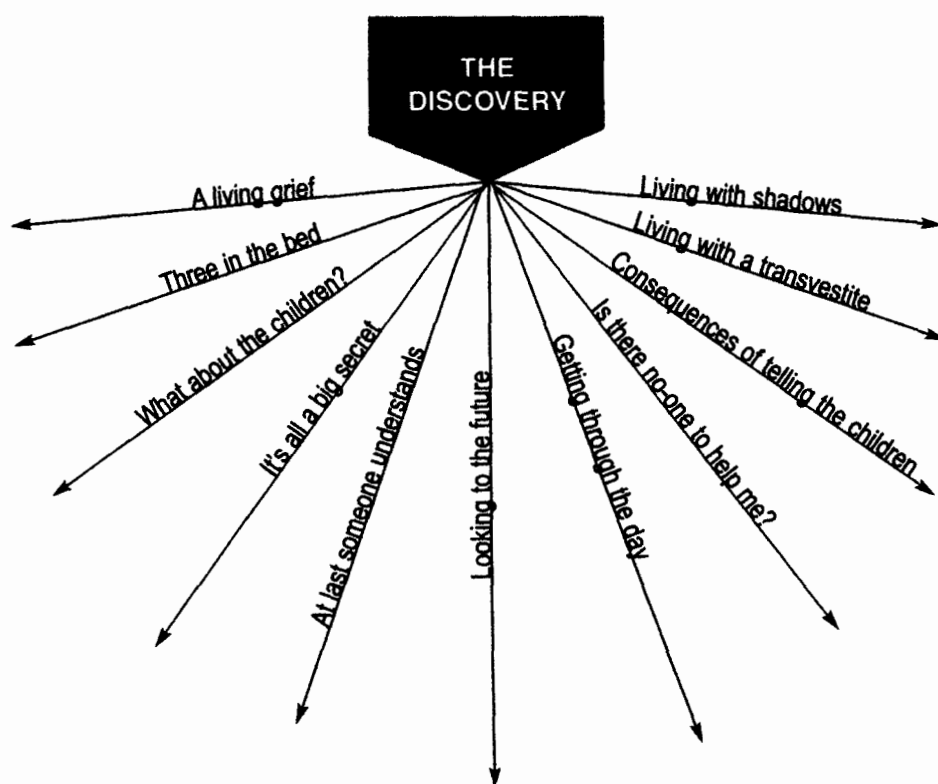 THE
DISCOVERY
A living grief
Three in the bed
What about the children?
It's all a big secret
At last someone understands
Looking to the future
Getting through the day
Is there no-one to help me?
Consequences of telling the children
Living with a transvestite
Living with shadows